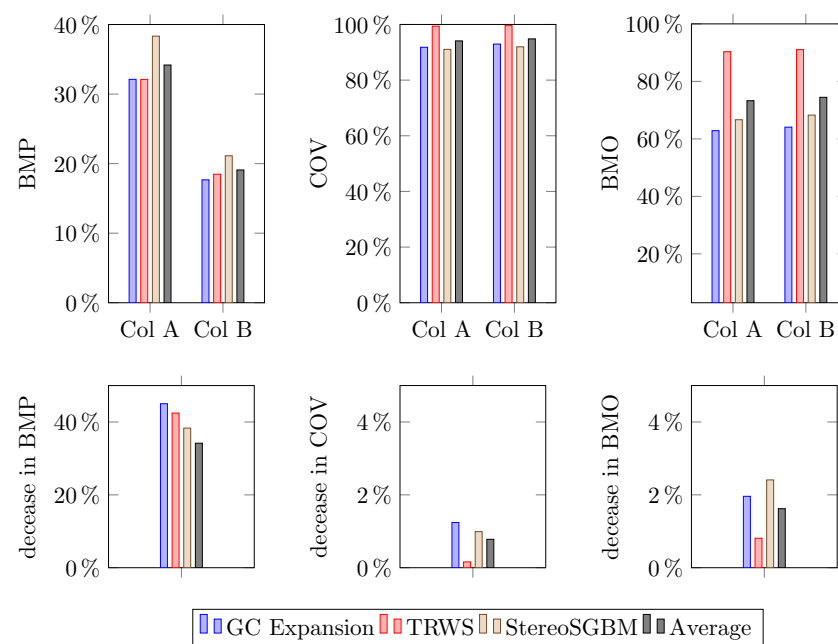 40 %
30 %
20 %
10 %
0 %
BMP
Col A Col B
100 %
80 %
60 %
40 %
20 %
0 %
COV
Col A Col B
100 %
80 %
60 %
40 %
20 %
BMO
Col A Col B
40 %
20 %
0 %
decease in BMP
4 %
2 %
0 %
decease in COV
4 %
2 %
0 %
decease in BMO
GC Expansion TRWS StereoSGBM Average